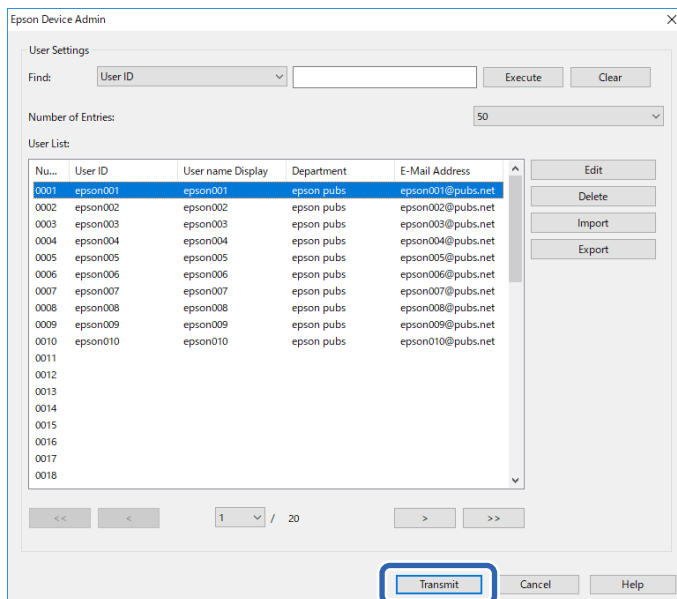 Epson Device Admin
User Settings
Find: User ID Execute Clear
Number of Entries: 50
User List:
Nu... User ID User name Display Department E-Mail Address Edit
0001 epson001 epson001 epson pubs epson001@pubs.net Delete
0002 epson002 epson002 epson pubs epson002@pubs.net
0003 epson003 epson003 epson pubs epson003@pubs.net Import
0004 epson004 epson004 epson pubs epson004@pubs.net
0005 epson005 epson005 epson pubs epson005@pubs.net Export
0006 epson006 epson006 epson pubs epson006@pubs.net
0007 epson007 epson007 epson pubs epson007@pubs.net
0008 epson008 epson008 epson pubs epson008@pubs.net
0009 epson009 epson009 epson pubs epson009@pubs.net
0010 epson010 epson010 epson pubs epson010@pubs.net
0011
0012
0013
0014
0015
0016
0017
0018
<< < 1 / 20 > >>
Transmit Cancel Help